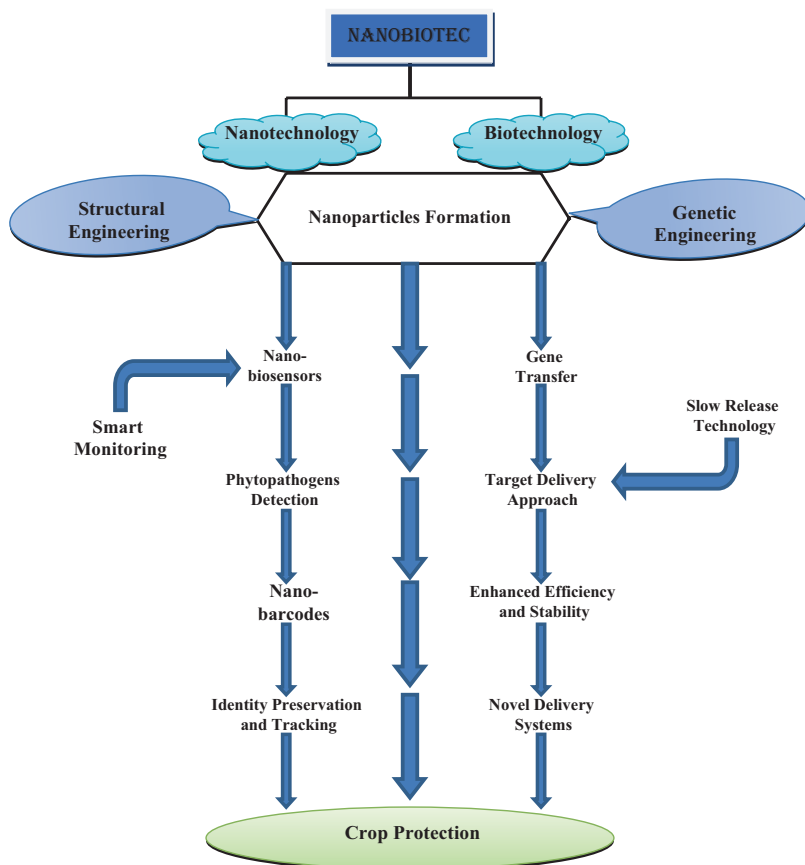 NANOBIOTEC
Nanotechnology
Biotechnology
Structural
Engineering
Nanoparticles Formation
Genetic
Engineering
Nano-
biosensors
Gene
Transfer
Smart
Monitoring
Slow Release
Technology
Phytopathogens
Detection
Target Delivery
Approach
Nano-
barcodes
Enhanced Efficiency
and Stability
Identity Preservation
and Tracking
Novel Delivery
Systems
Crop Protection